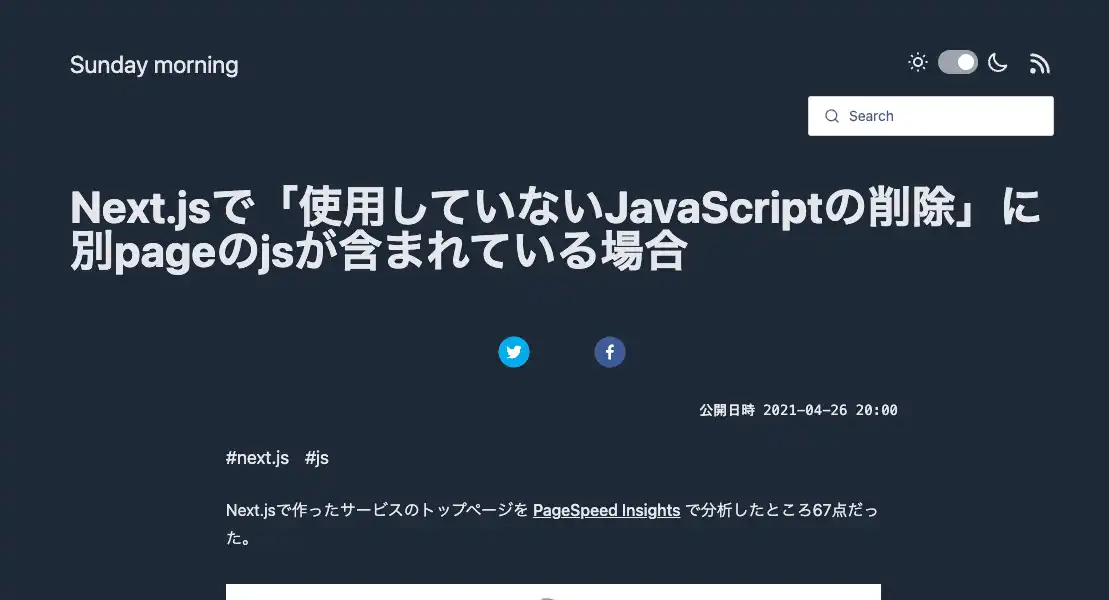 Sunday morning
Search
Next.jsで「使用していないJavaScriptの削除」に
別pageのjsが含まれている場合
公開日時 2021-04-26 20:00
#next.js #js
Next.jsで作ったサービスのトップページを PageSpeed Insights で分析したところ67点だっ
た。